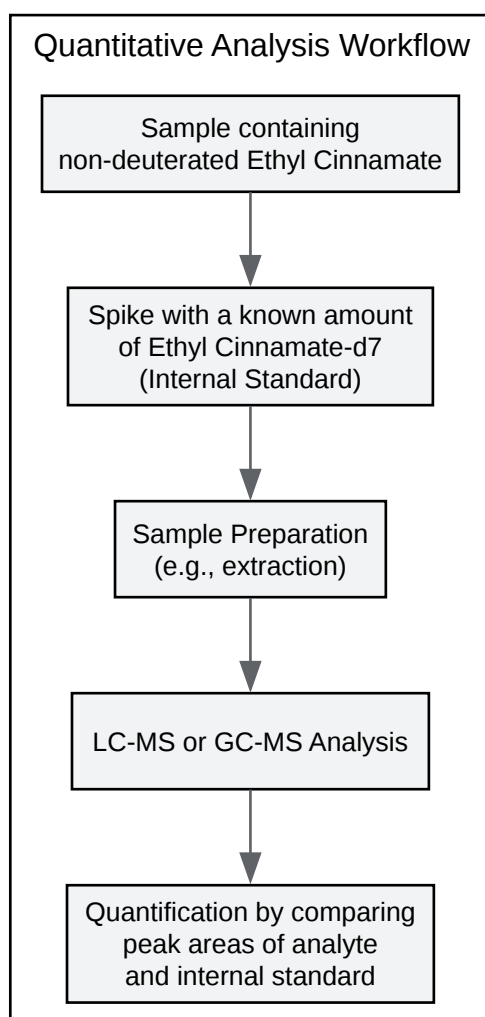 Quantitative Analysis Workflow
Sample containing
non-deuterated Ethyl Cinnamate
Spike with a known amount
of Ethyl Cinnamate-d7
(Internal Standard)
Sample Preparation
(e.g., extraction)
LC-MS or GC-MS Analysis
Quantification by comparing
peak areas of analyte
and internal standard